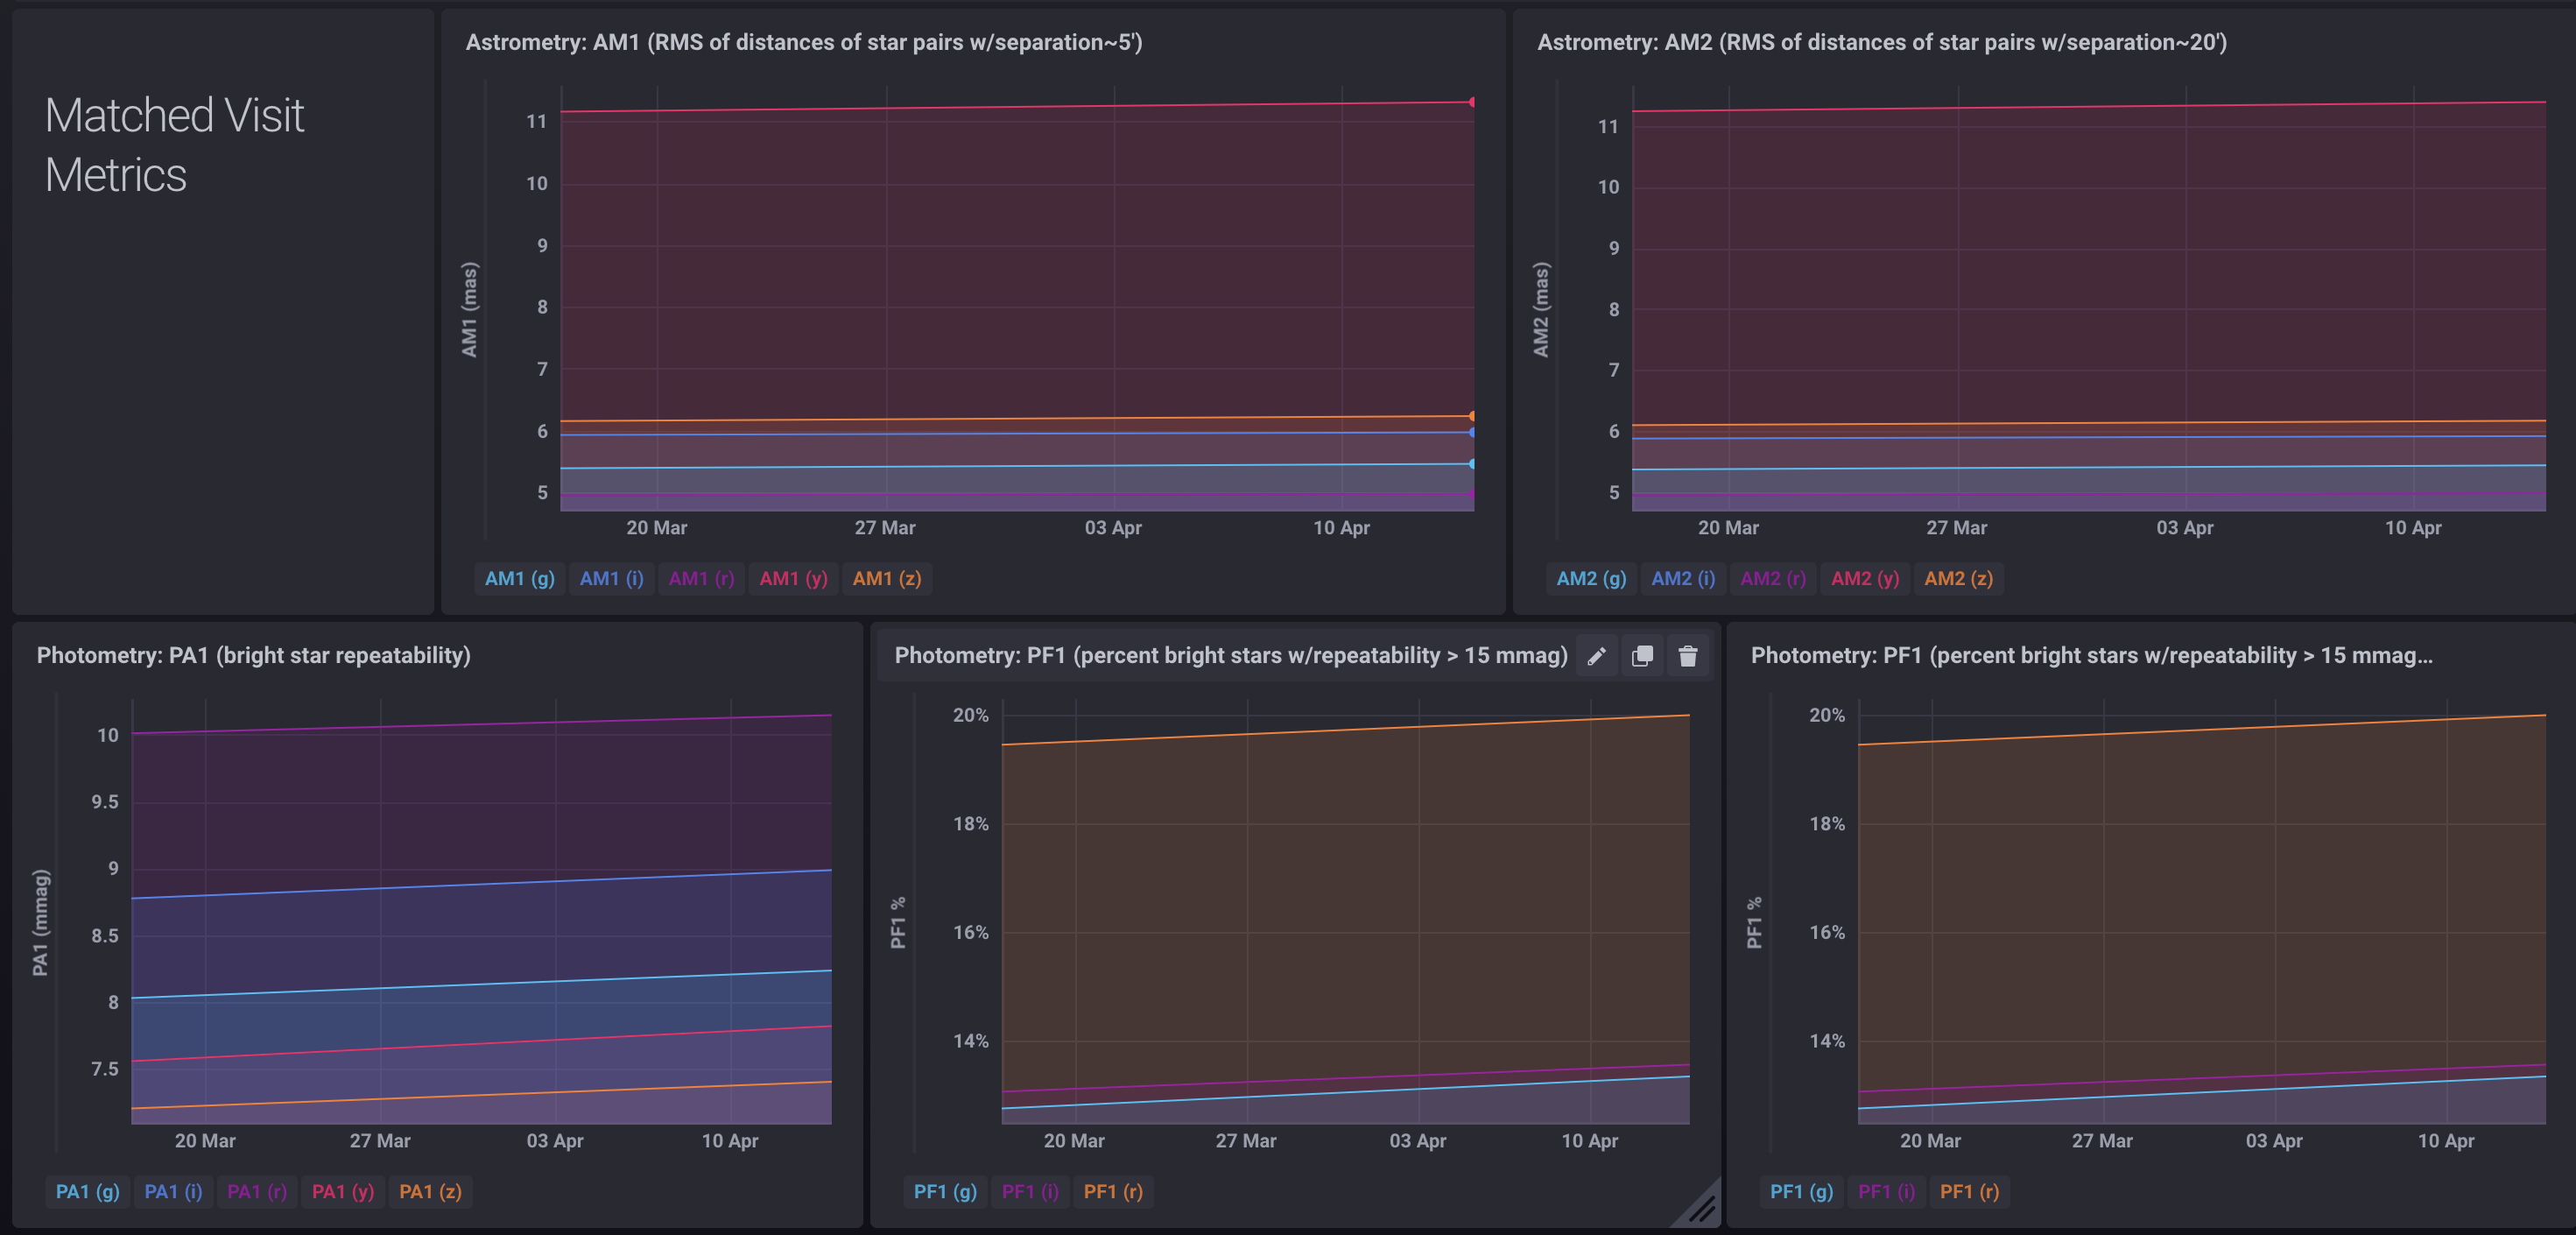 Matched Visit
Metrics
Astrometry: AM1 (RMS of distances of star pairs w/separation~5')
AM1 (mas)
11
10
9
8
7
6
5
20 Mar 27 Mar 03 Apr 10 Apr
AM1 (g) AM1 (i) AM1 (r) AM1 (y) AM1 (z)
Astrometry: AM2 (RMS of distances of star pairs w/separation~20')
AM2 (mas)
11
10
9
8
7
6
5
20 Mar 27 Mar 03 Apr 10 Apr
AM2 (g) AM2 (i) AM2 (r) AM2 (y) AM2 (z)
Photometry: PA1 (bright star repeatability)
PA1 (mmag)
10
9.5
9
8.5
8
7.5
20 Mar 27 Mar 03 Apr 10 Apr
PA1 (g) PA1 (i) PA1 (r) PA1 (y) PA1 (z)
Photometry: PF1 (percent bright stars w/repeatability > 15 mmag)
PF1 %
20%
18%
16%
14%
20 Mar 27 Mar 03 Apr 10 Apr
PF1 (g) PF1 (i) PF1 (r)
Photometry: PF1 (percent bright stars w/repeatability > 15 mmag...
PF1 %
20%
18%
16%
14%
20 Mar 27 Mar 03 Apr 10 Apr
PF1 (g) PF1 (i) PF1 (r)